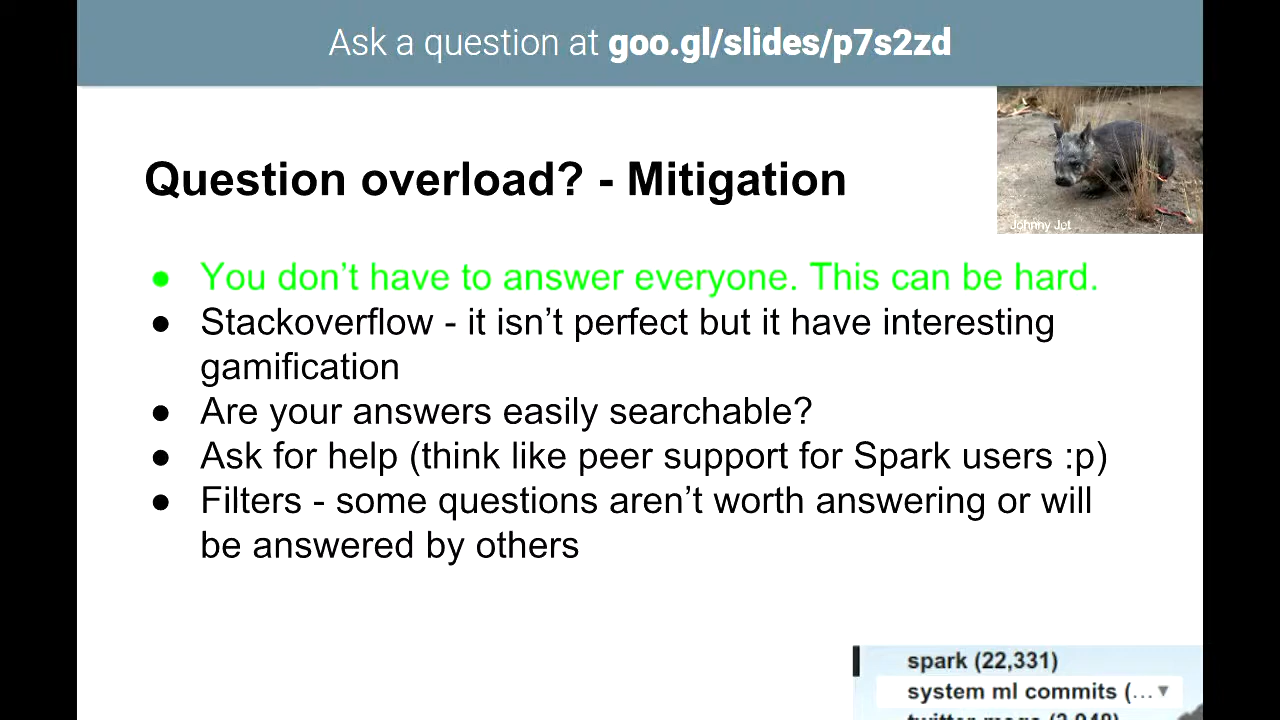 Ask a question at goo.gl/slides/p7s2zd
Johnny Jet
Question overload? - Mitigation
● You don’t have to answer everyone. This can be hard.
● Stackoverflow - it isn’t perfect but it have interesting
gamification
● Are your answers easily searchable?
● Ask for help (think like peer support for Spark users :p)
● Filters - some questions aren’t worth answering or will
be answered by others
spark (22,331)
system ml commits (...